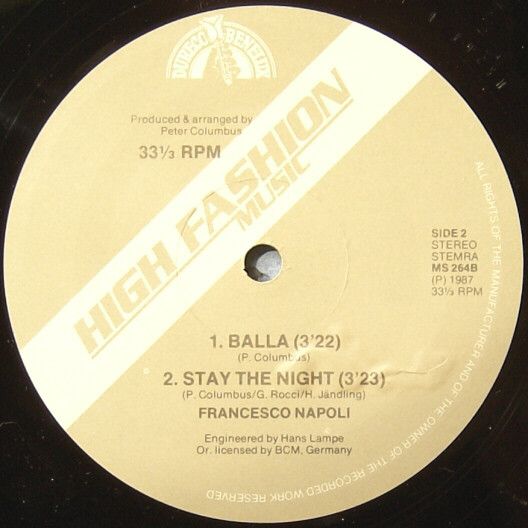 DURECO BENELUX
Produced & arranged by
Peter Columbus
33⅓ RPM
HIGH FASHION
MUSIC
SIDE 2
STEREO
STEMRA
MS 264B
(P) 1987
33⅓ RPM
1. BALLA (3'22)
(P. Columbus)
2. STAY THE NIGHT (3'23)
(P. Columbus/G. Rocci/H. Jändling)
FRANCESCO NAPOLI
Engineered by Hans Lampe
Or. licensed by BCM, Germany
ALL RIGHTS OF THE MANUFACTURER AND OF THE OWNER OF THE RECORDED WORK RESERVED